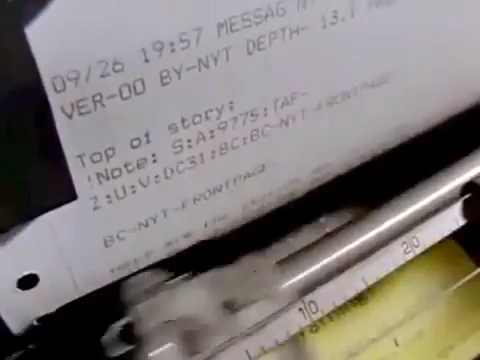 09/26 19:57 MESSAG
VER-00 BY-NYT DEPTH- 13.1
Top of story:
!Note: S:A:9775:TAF-
Z:U:V:DC31:BC:BC-NYT-FRONTPAGE
BC-NYT-FRONTPAGE
10 20